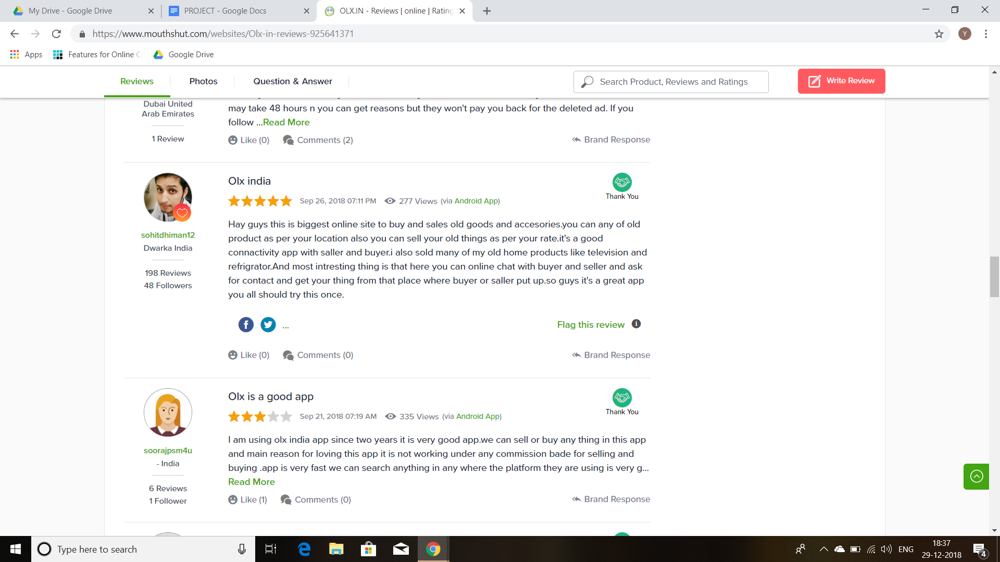 My Drive - Google Drive
PROJECT - Google Docs
OLX.IN - Reviews | online | Rating
https://www.mouthshut.com/websites/Olx-in-reviews-925641371
Y
Apps
Features for Online C
Google Drive
Reviews
Photos
Question & Answer
Search Product, Reviews and Ratings
Write Review
Dubai United
Arab Emirates
1 Review
may take 48 hours n you can get reasons but they won't pay you back for the deleted ad. If you
follow ...Read More
Like (0)
Comments (2)
Brand Response
sohitdhiman12
Dwarka India
198 Reviews
48 Followers
Olx india
Sep 26, 2018 07:11 PM
277 Views
(via Android App)
Thank You
Hay guys this is biggest online site to buy and sales old goods and accesories.you can any of old
product as per your location also you can sell your old things as per your rate.it's a good
connactivity app with saller and buyer.i also sold many of my old home products like television and
refrigrator.And most intresting thing is that here you can online chat with buyer and seller and ask
for contact and get your thing from that place where buyer or saller put up.so guys it's a great app
you all should try this once.
...
Flag this review
Like (0)
Comments (0)
Brand Response
soorajpsm4u
- India
6 Reviews
1 Follower
Olx is a good app
Sep 21, 2018 07:19 AM
335 Views
(via Android App)
Thank You
I am using olx india app since two years it is very good app.we can sell or buy any thing in this app
and main reason for loving this app it is not working under any commission bade for selling and
buying .app is very fast we can search anything in any where the platform they are using is very g...
Read More
Like (1)
Comments (0)
Brand Response
Type here to search
ENG
18:37
29-12-2018
4